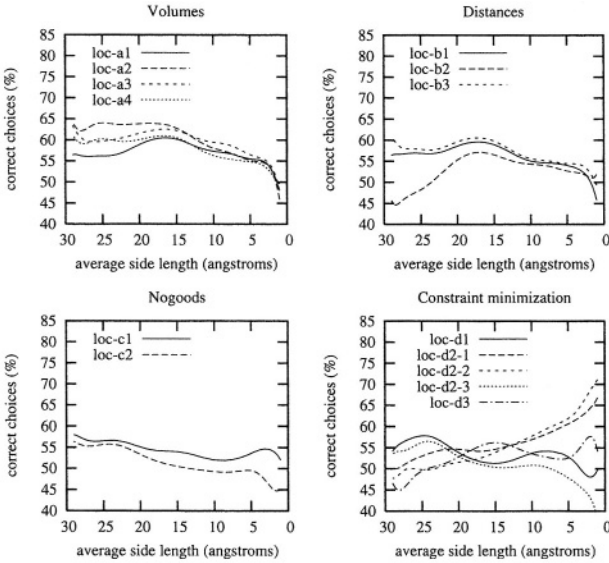 Volumes
85
80
75
70
65
60
55
50
45
40
loc-a1
loc-a2
loc-a3
loc-a4
correct choices (%)
30 25 20 15 10 5 0
average side length (angstroms)
Distances
85
80
75
70
65
60
55
50
45
40
loc-b1
loc-b2
loc-b3
correct choices (%)
30 25 20 15 10 5 0
average side length (angstroms)
Nogoods
85
80
75
70
65
60
55
50
45
40
loc-c1
loc-c2
correct choices (%)
30 25 20 15 10 5 0
average side length (angstroms)
Constraint minimization
85
80
75
70
65
60
55
50
45
40
loc-d1
loc-d2-1
loc-d2-2
loc-d2-3
loc-d3
correct choices (%)
30 25 20 15 10 5 0
average side length (angstroms)